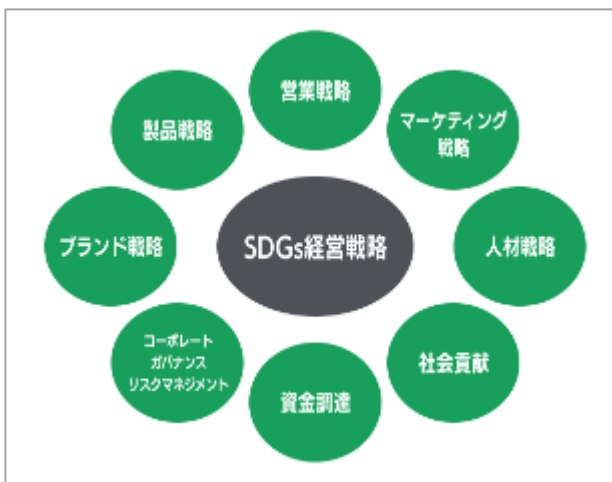 営業戦略
マーケティング
戦略
人材戦略
社会貢献
資金調達
コーポレート
ガバナンス
リスクマネジメント
ブランド戦略
製品戦略
SDGs経営戦略